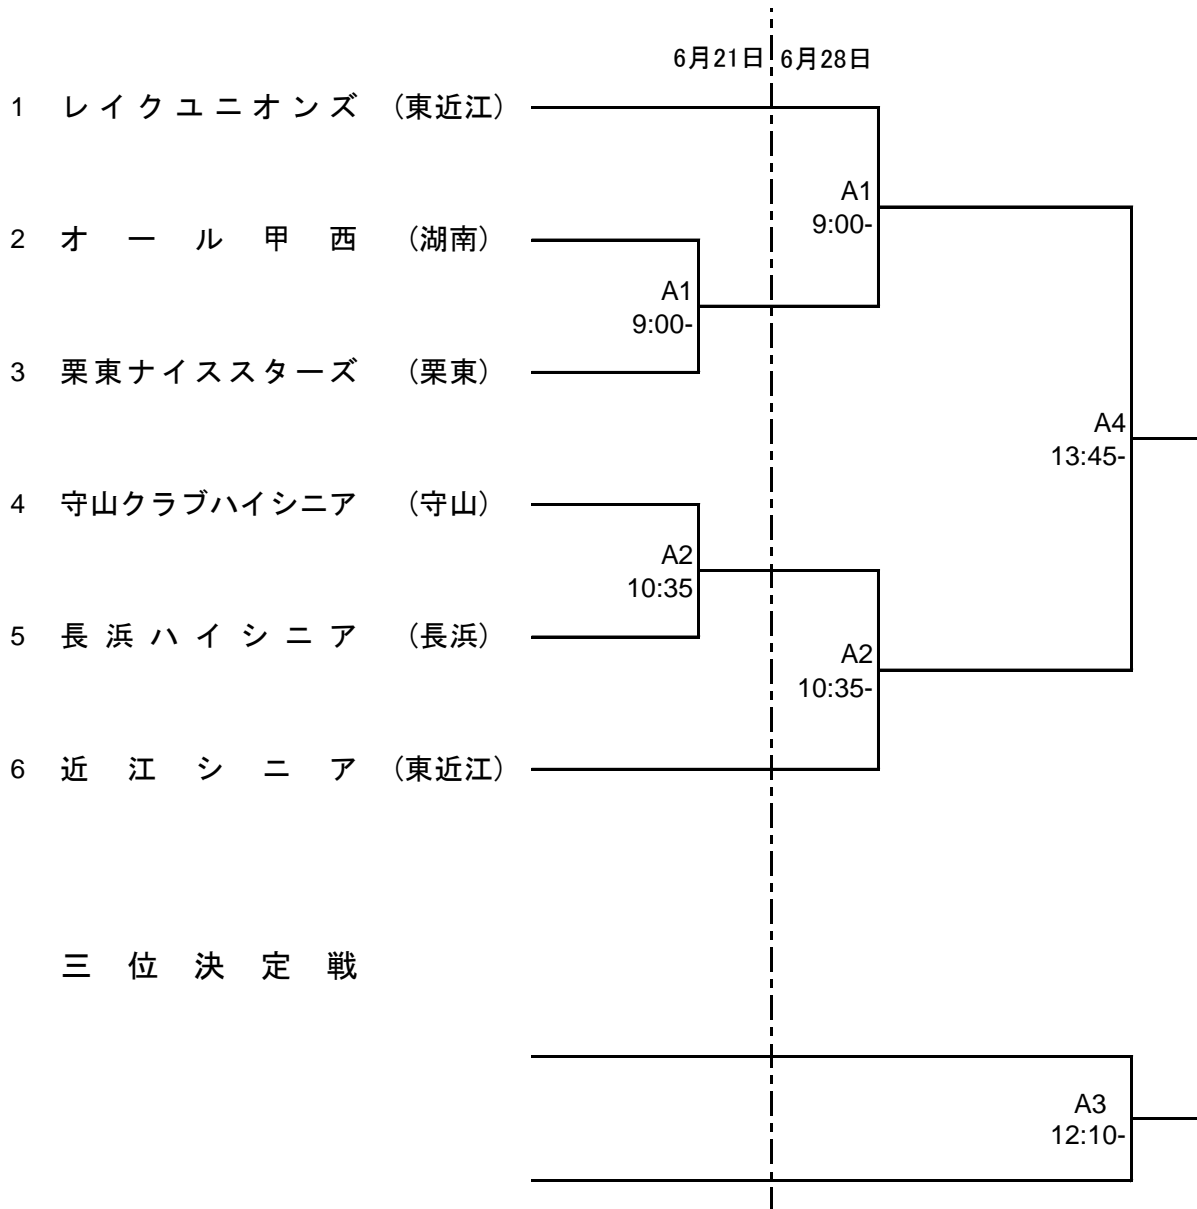 6月21日 6月28日
1 レイクユニオンズ (東近江)
A1
9:00-
2 オール甲西 (湖南)
A1
9:00-
3 栗東ナイススターズ (栗東)
A4
13:45-
4 守山クラブハイシニア (守山)
A2
10:35
5 長浜ハイシニア (長浜)
A2
10:35-
6 近江シニア (東近江)
三位決定戦
A3
12:10-